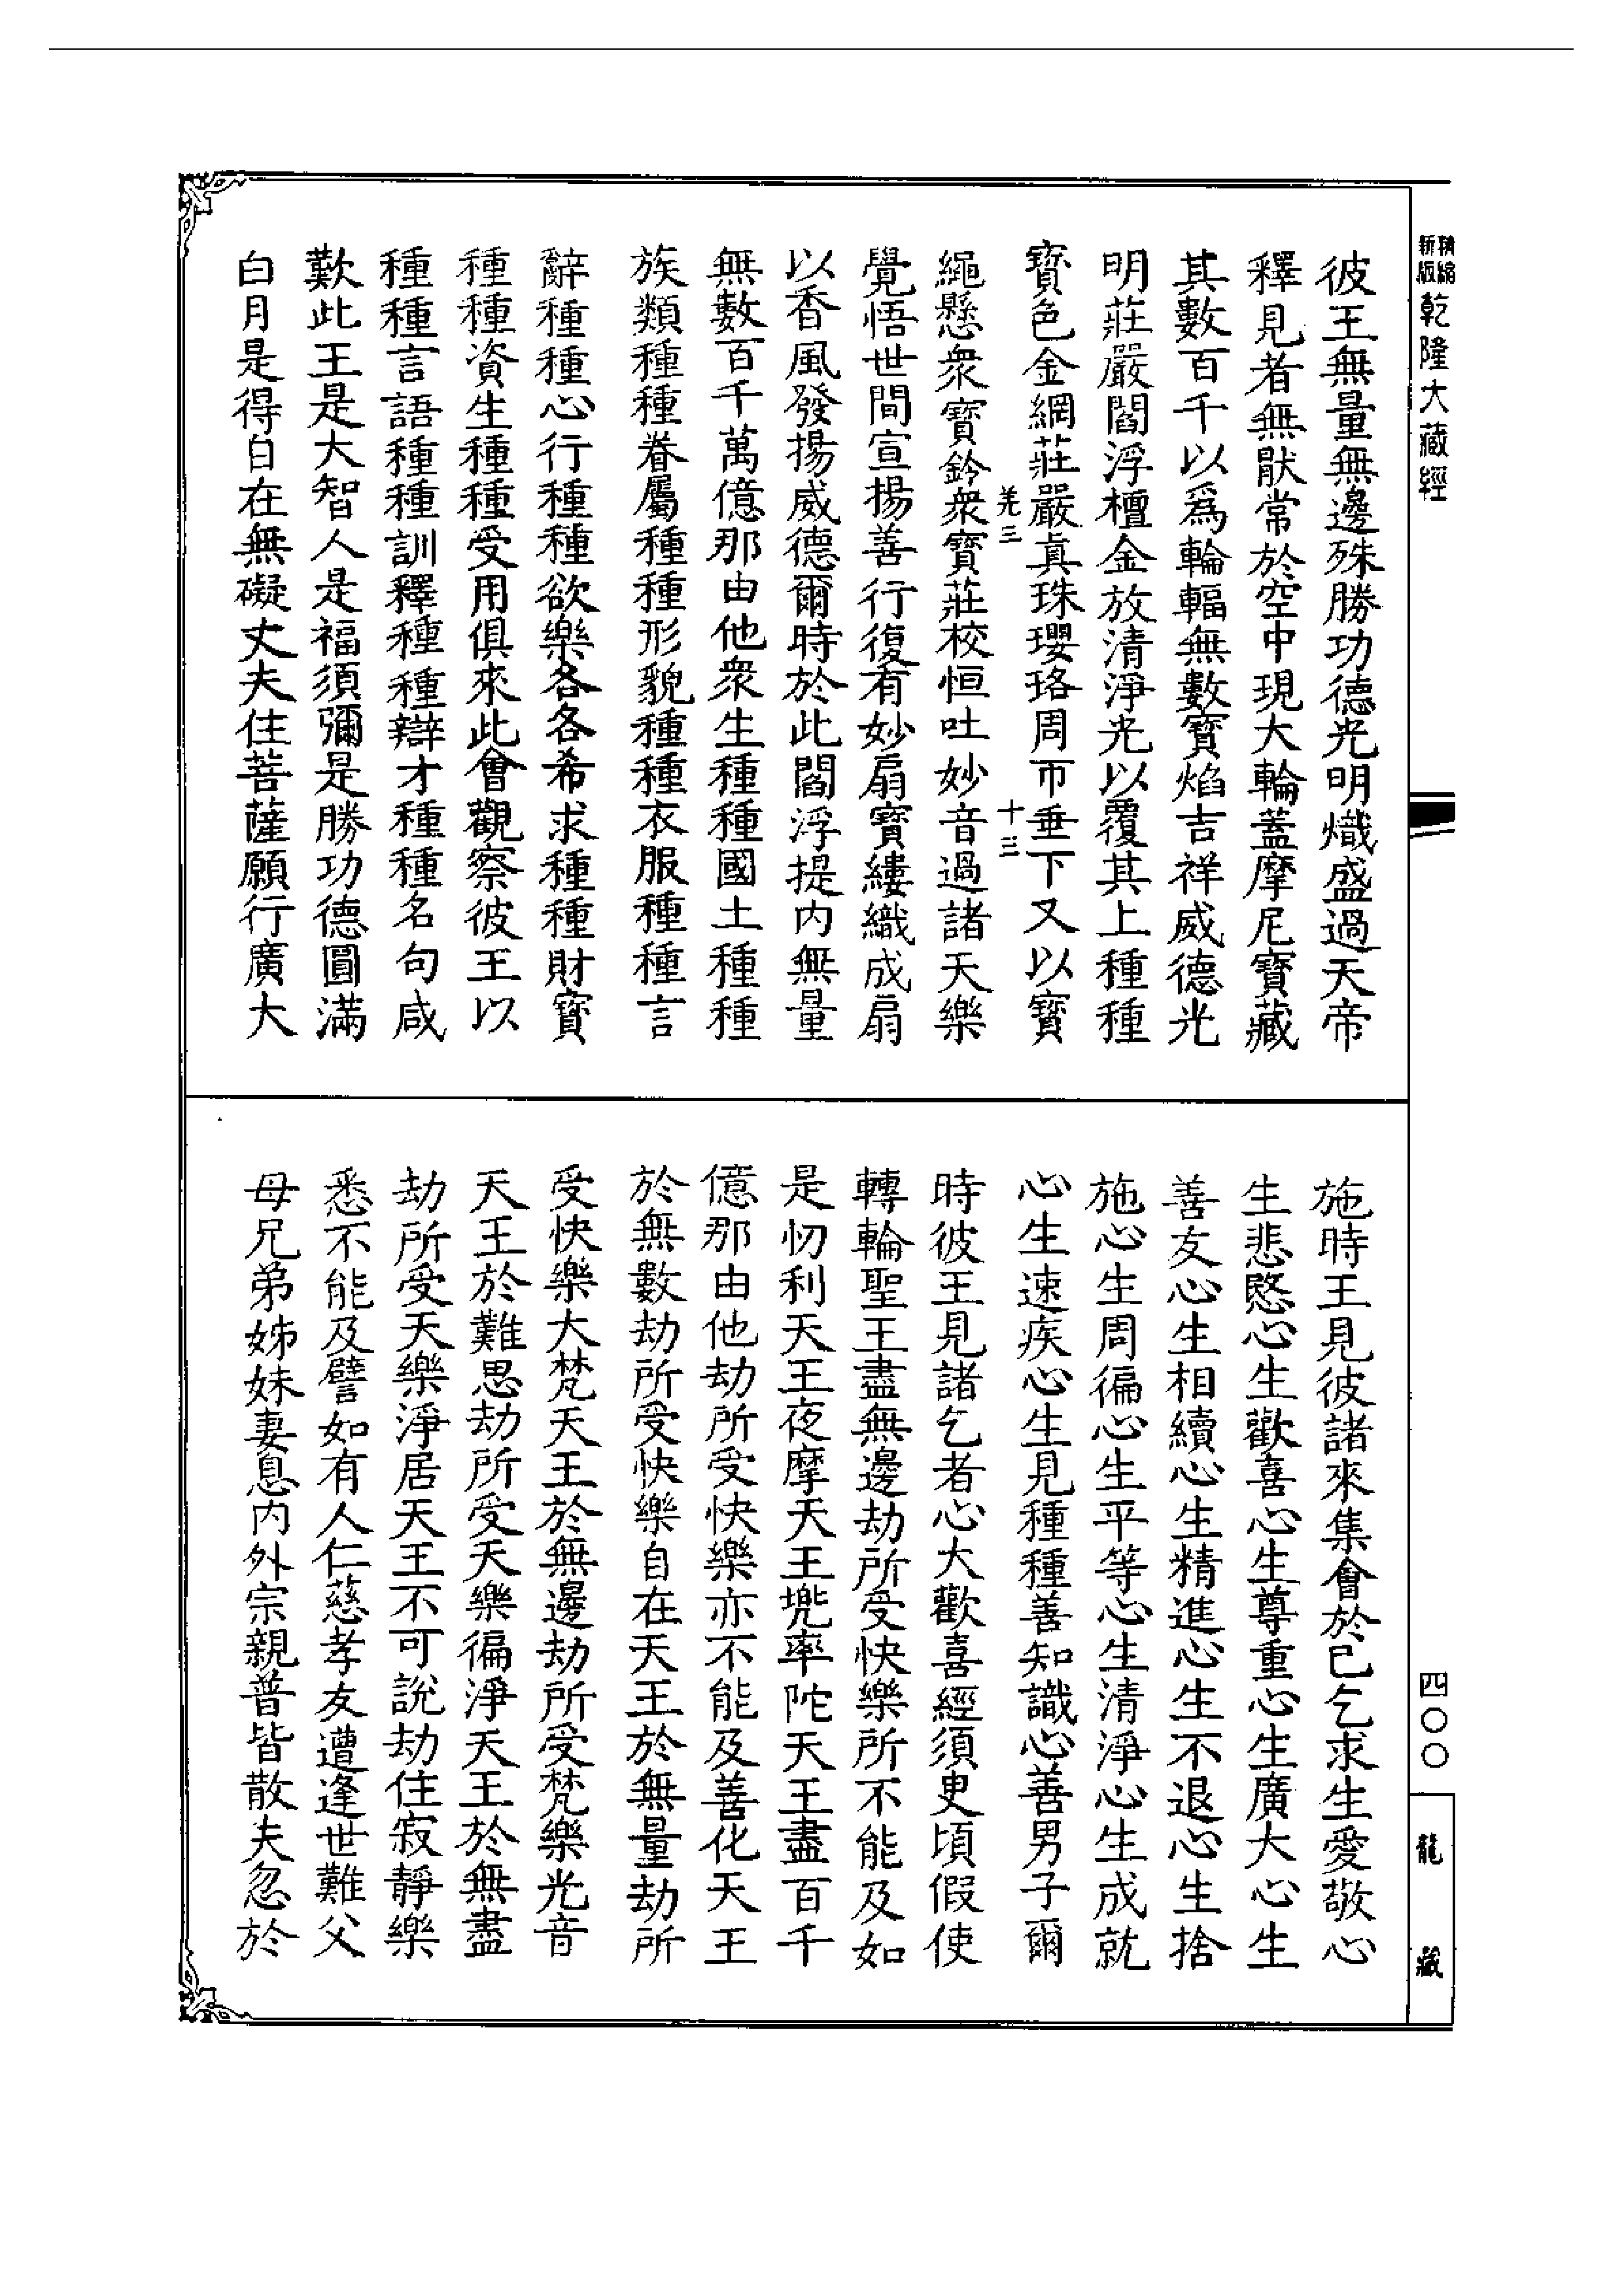 精縮
新版
乾隆大藏經
彼王無量無邊殊勝功德光明熾盛過天帝
釋見者無猒常於空中現大輪蓋摩尼寶藏
其數百千以爲輪輻無數寶焰吉祥威德光
明莊嚴閻浮檀金放清淨光以覆其上種種
寶色金網莊嚴真珠瓔珞周帀垂下又以寶
羌三
十三
繩懸衆寶鈴衆寶莊校恒吐妙音過諸天樂
覺悟世間宣揚善行復有妙扇寶縷織成扇
以香風發揚威德爾時於此閻浮提内無量
無數百千萬億那由他衆生種種國土種種
族類種種眷屬種種形貌種種衣服種種言
辭種種心行種種欲樂各各希求種種財寶
種種資生種種受用俱來此會觀察彼王以
種種言語種種訓釋種種辯才種種名句咸
歎此王是大智人是福須彌是勝功德圓滿
白月是得自在無礙丈夫住菩薩願行廣大
施時王見彼諸來集會於已乞求生愛敬心
生悲愍心生歡喜心生尊重心生廣大心生
善友心生相續心生精進心生不退心生捨
施心生周徧心生平等心生清淨心生成就
心生速疾心生見種種善知識心善男子爾
時彼王見諸乞者心大歡喜經須史頃假使
轉輪聖王盡無邊劫所受快樂所不能及如
是忉利天王夜摩天王兠率陀天王盡百千
億那由他劫所受快樂亦不能及善化天王
於無數劫所受快樂自在天王於無量劫所
受快樂大梵天王於無邊劫所受梵樂光音
天王於難思劫所受天樂徧淨天王於無盡
劫所受天樂淨居天王不可說劫住寂靜樂
悉不能及譬如有人仁慈孝友遭逢世難父
母兄弟姊妹妻息内外宗親普皆散失忽於
四〇〇
龍藏